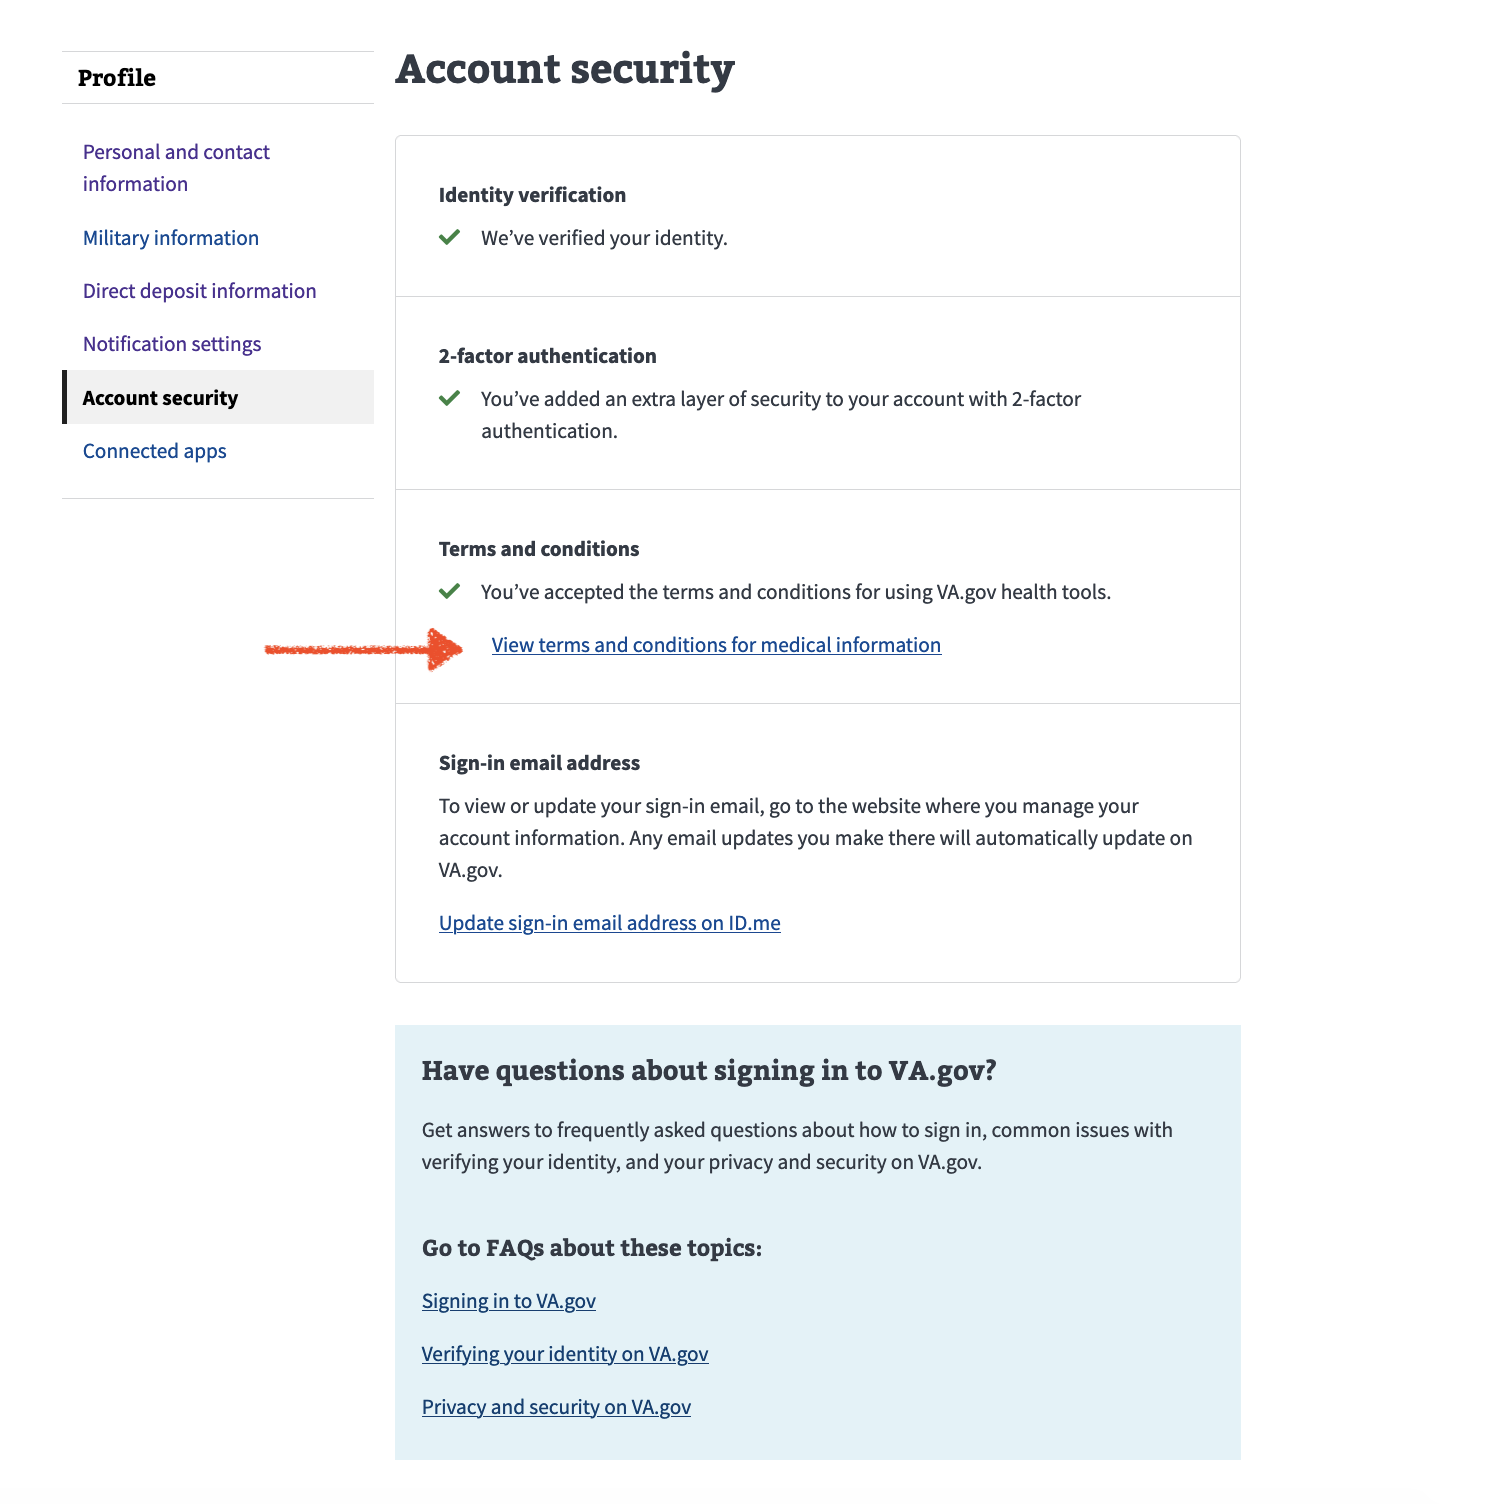 Profile
Personal and contact
information
Military information
Direct deposit information
Notification settings
Account security
Connected apps
Account security
Identity verification
We’ve verified your identity.
2-factor authentication
You’ve added an extra layer of security to your account with 2-factor
authentication.
Terms and conditions
You’ve accepted the terms and conditions for using VA.gov health tools.
View terms and conditions for medical information
Sign-in email address
To view or update your sign-in email, go to the website where you manage your
account information. Any email updates you make there will automatically update on
VA.gov.
Update sign-in email address on ID.me
Have questions about signing in to VA.gov?
Get answers to frequently asked questions about how to sign in, common issues with
verifying your identity, and your privacy and security on VA.gov.
Go to FAQs about these topics:
Signing in to VA.gov
Verifying your identity on VA.gov
Privacy and security on VA.gov